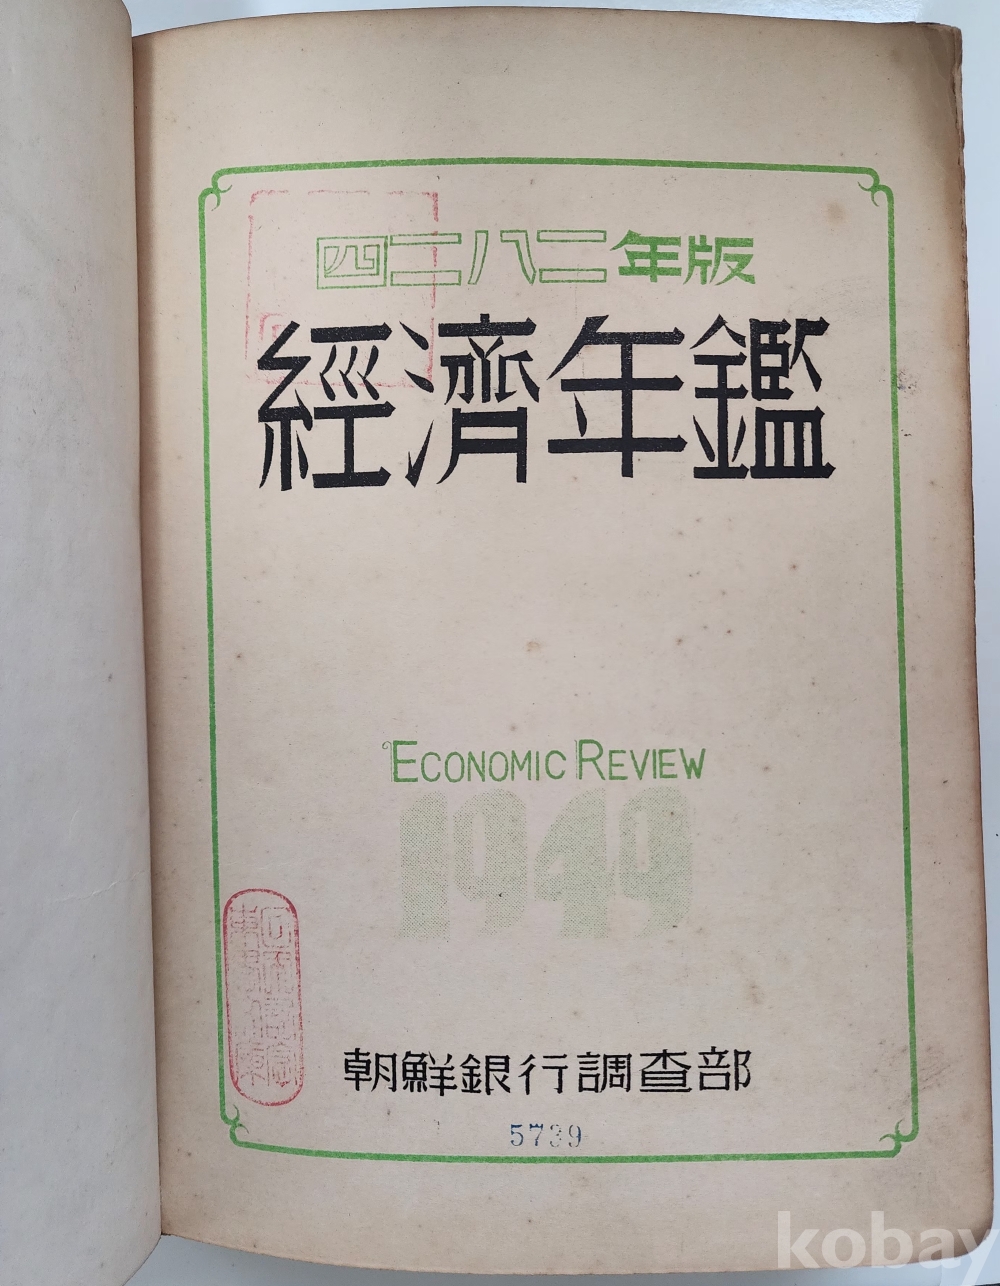 四二八二年版
經濟年鑑
ECONOMIC REVIEW
1949
朝鮮銀行調査部
5739
kobay